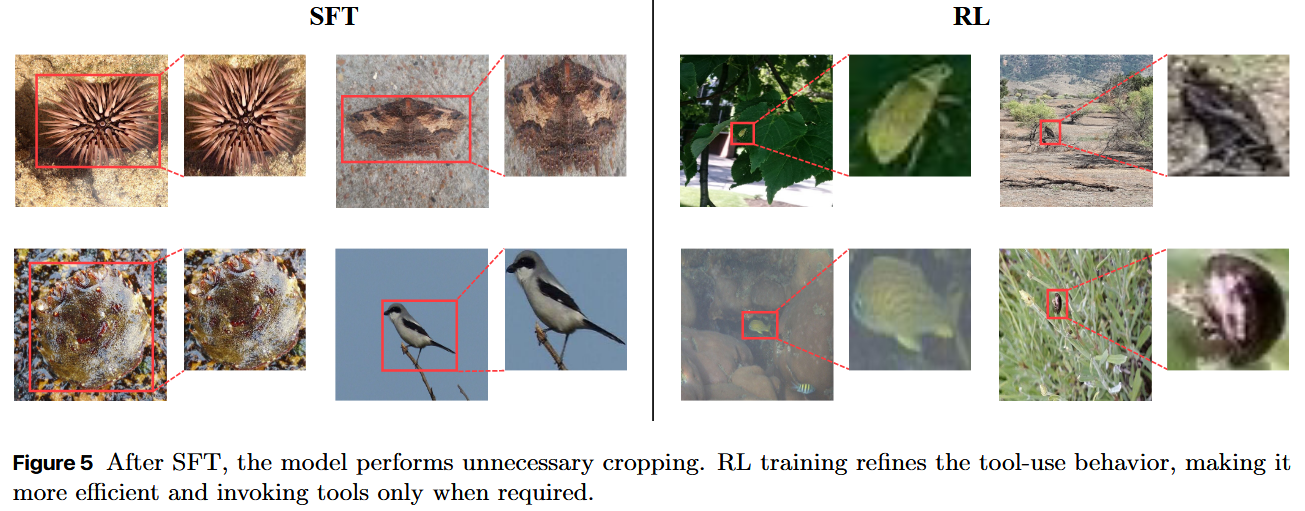 SFT
RL
Figure 5 After SFT, the model performs unnecessary cropping. RL training refines the tool-use behavior, making it
more efficient and invoking tools only when required.